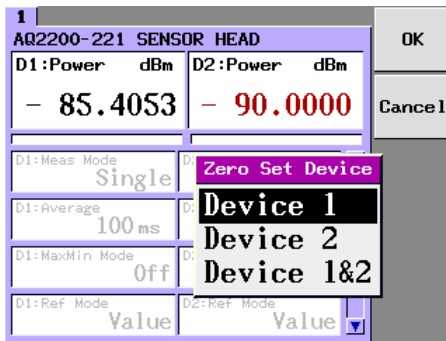 1
AQ2200-221 SENSOR HEAD
D1:Power dBm
D2:Power dBm
- 85.4053
- 90.0000
D1:Meas Mode
Single
D1:Average
100 ms
D1:MaxMin Mode
Off
D1:Ref Mode
Value
D2:Ref Mode
Value
Zero Set Device
Device 1
Device 2
Device 1&2
OK
Cancel